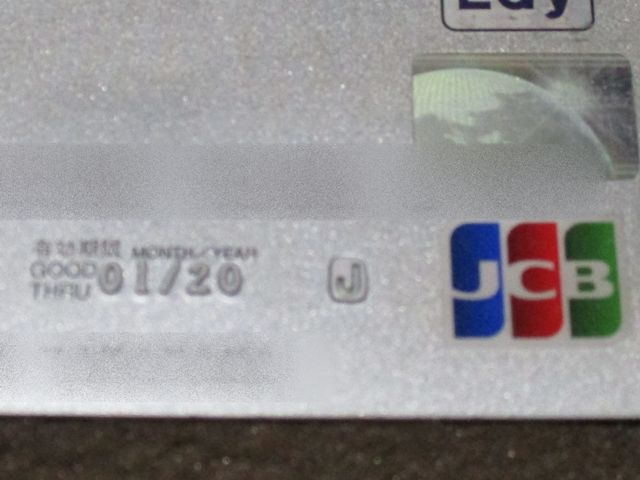 Edy
有効期限 MONTH/YEAR
GOOD THRU 01/20 J
JCB